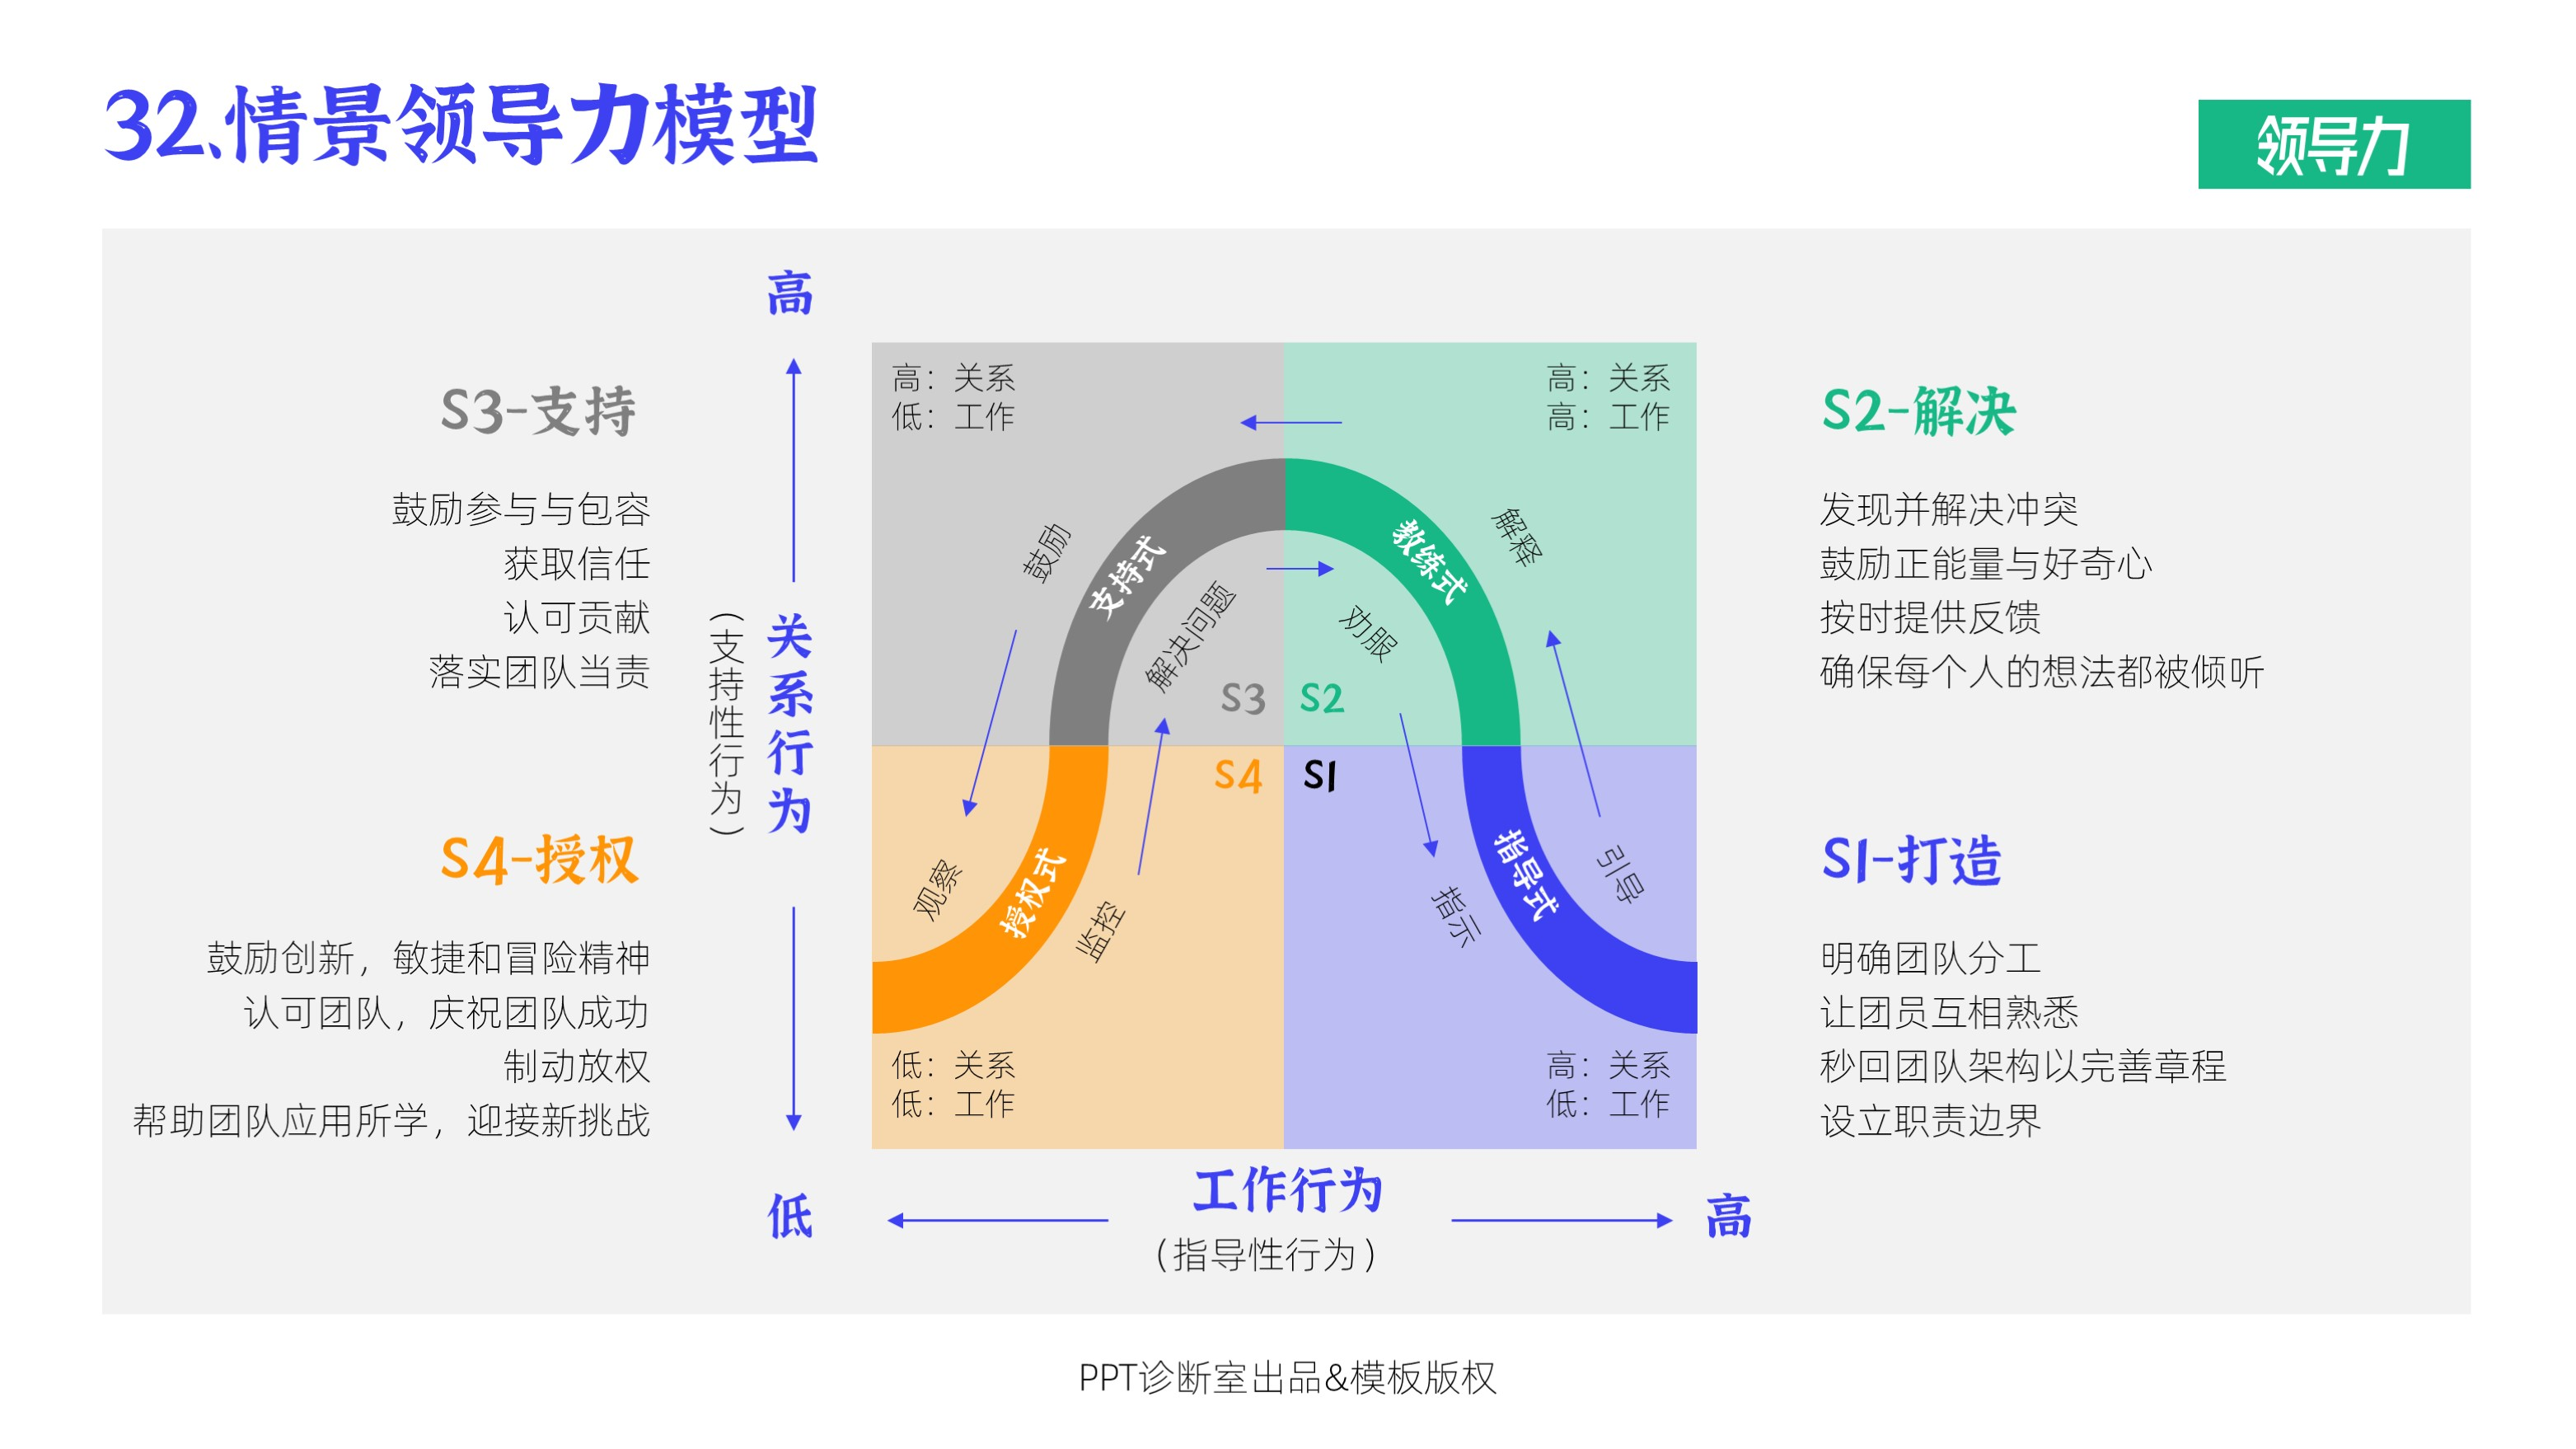 32.情景领导力模型
领导力
高
S3-支持
鼓励参与与包容
获取信任
认可贡献
落实团队当责
S4-授权
鼓励创新，敏捷和冒险精神
认可团队，庆祝团队成功
制动放权
帮助团队应用所学，迎接新挑战
关系行为
（支持性行为）
低
高：关系
低：工作
高：关系
高：工作
鼓励
支持式
解决问题
教练式
解释
劝服
S3
S2
S4
S1
观察
授权式
监控
指示
指导式
引导
低：关系
低：工作
高：关系
低：工作
工作行为
（指导性行为）
高
S2-解决
发现并解决冲突
鼓励正能量与好奇心
按时提供反馈
确保每个人的想法都被倾听
S1-打造
明确团队分工
让团员互相熟悉
秒回团队架构以完善章程
设立职责边界
PPT诊断室出品&模板版权